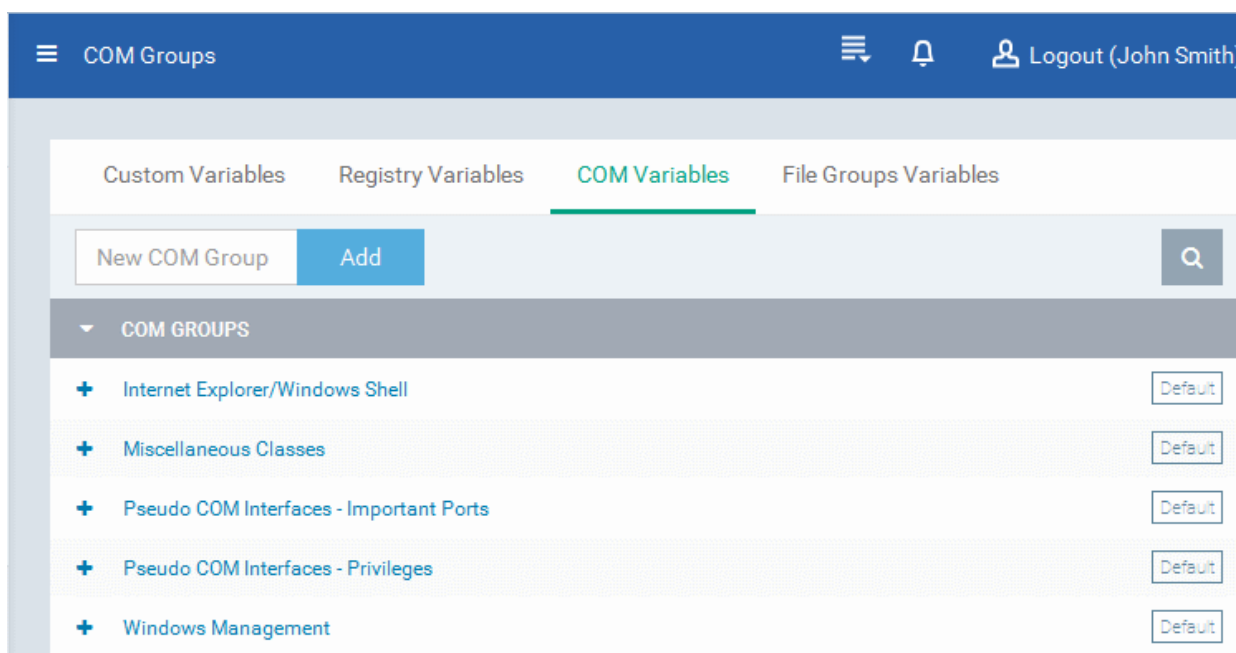 COM Groups
Logout (John Smith)
Custom Variables Registry Variables COM Variables File Groups Variables
New COM Group Add
COM GROUPS
Internet Explorer/Windows Shell Default
Miscellaneous Classes Default
Pseudo COM Interfaces - Important Ports Default
Pseudo COM Interfaces - Privileges Default
Windows Management Default